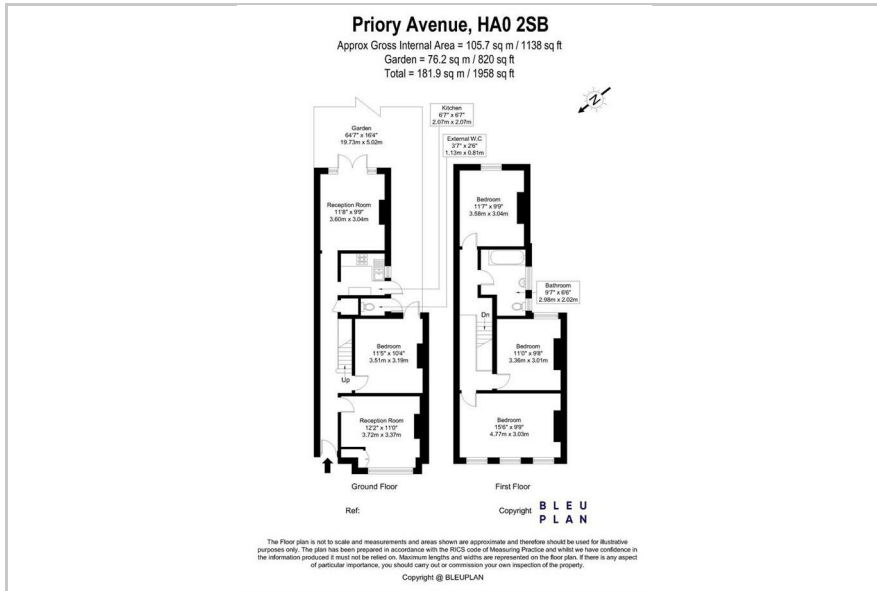 Priory Avenue, HA0 2SB
Approx Gross Internal Area = 105.7 sq m / 1138 sq ft
Garden = 76.2 sq m / 820 sq ft
Total = 181.9 sq m / 1958 sq ft
N
Kitchen
6'7" x 6'7"
2.07m x 2.07m
Garden
64'7" x 16'4"
19.73m x 5.02m
External W.C
3'7" x 2'6"
1.13m x 0.81m
Reception Room
11'8" x 9'9"
3.60m x 3.04m
Bedroom
11'7" x 9'9"
3.58m x 3.04m
Bathroom
9'7" x 6'6"
2.98m x 2.02m
Dn
Bedroom
11'5" x 10'4"
3.51m x 3.19m
Up
Bedroom
11'0" x 9'8"
3.36m x 3.01m
Reception Room
12'2" x 11'0"
3.72m x 3.37m
Bedroom
15'6" x 9'9"
4.77m x 3.03m
Ground Floor
First Floor
Ref:
Copyright
BLEU
PLAN
The Floor plan is not to scale and measurements and areas shown are approximate and therefore should be used for illustrative
purposes only. The plan has been prepared in accordance with the RICS code of Measuring Practice and whilst we have confidence in
the information produced it must not be relied on. Maximum lengths and widths are represented on the floor plan. If there is any aspect
of particular importance, you should carry out or commission your own inspection of the property.
Copyright @ BLEUPLAN